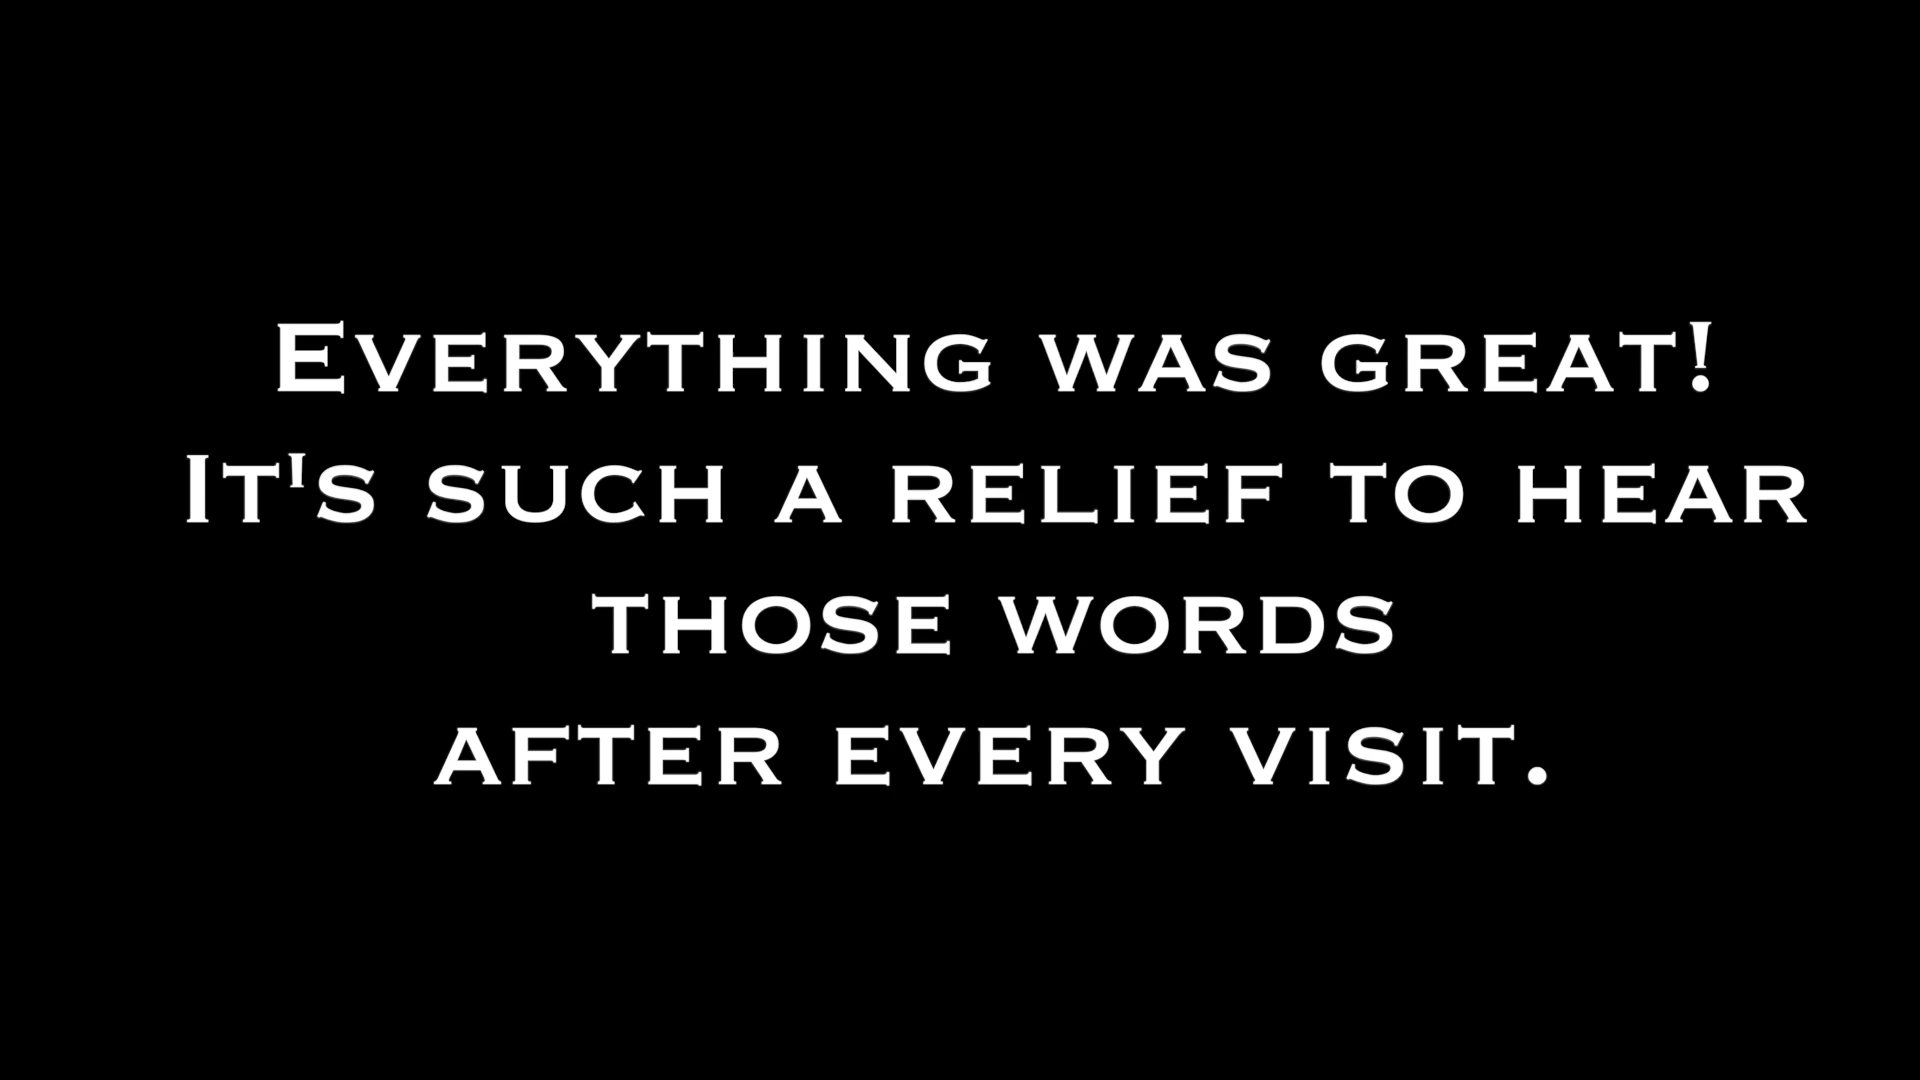 Everything was great!
It's such a relief to hear
those words
after every visit.